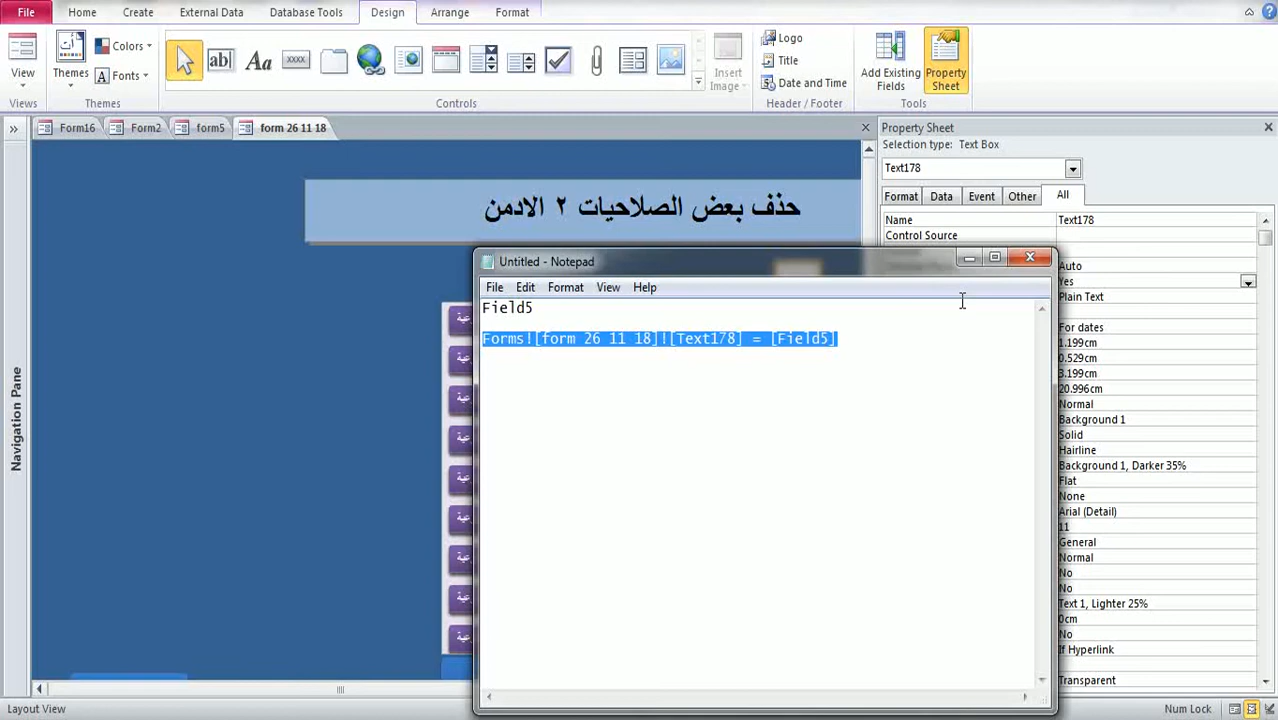 File Home Create External Data Database Tools Design Arrange Format
View
Views
Themes
Colors
Fonts
Themes
ab|
Aa
xxxx
Insert
Image
Controls
Logo
Title
Date and Time
Header / Footer
Add Existing
Fields
Property
Sheet
Tools
Form16 Form2 form5 form 26 11 18
Navigation Pane
حذف بعض الصلاحيات ٢ الادمن
Untitled - Notepad
File Edit Format View Help
Field5
Forms![form 26 11 18]![Text178] = [Field5]
Property Sheet
Selection type: Text Box
Text178
Format Data Event Other All
Name Text178
Control Source
Auto
Yes
Plain Text
For dates
1.199cm
0.529cm
3.199cm
20.996cm
Normal
Background 1
Solid
Hairline
Background 1, Darker 35%
Flat
None
Arial (Detail)
11
General
Normal
No
No
Text 1, Lighter 25%
0cm
No
If Hyperlink
Transparent
Layout View Num Lock